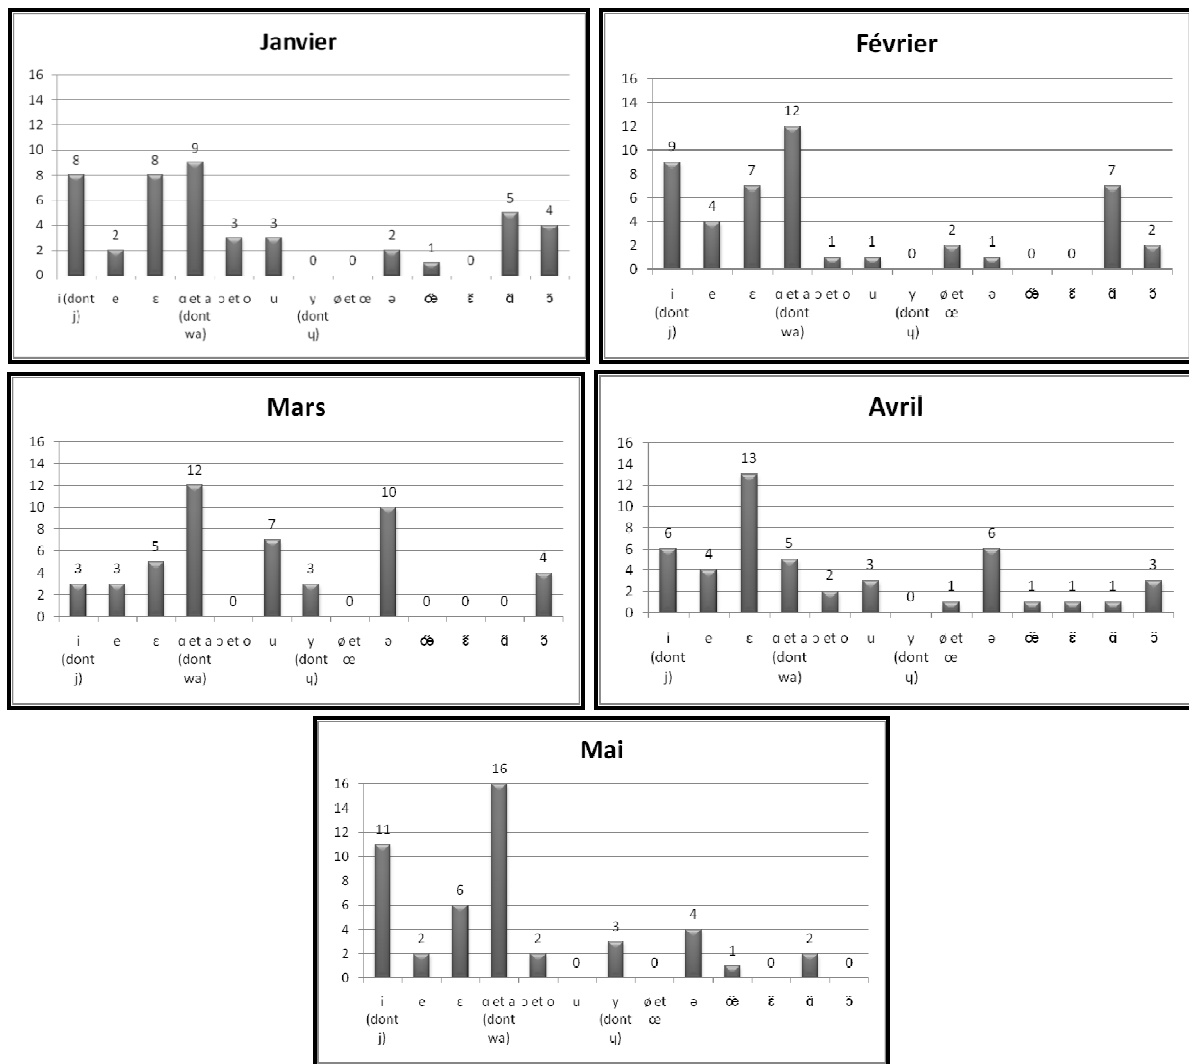 Janvier
16
14
12
10
8
6
4
2
0
8 2 8 9 3 3 0 0 2 1 0 5 4
i (dont e ɛ ɑ et a ɔ et o u y ø et œ ə œ̃ ɛ̃ ɑ̃ ɔ̃
j) (dont (dont
wa) ɥ)
Février
16
14
12
10
8
6
4
2
0
9 4 7 12 1 1 0 2 1 0 0 7 2
i e ɛ ɑ et a ɔ et o u y ø et ə œ̃ ɛ̃ ɑ̃ ɔ̃
(dont (dont (dont œ
j) wa) ɥ)
Mars
16
14
12
10
8
6
4
2
0
3 3 5 12 0 7 3 0 10 0 0 0 4
i e ɛ ɑ et a ɔ et o u y ø et ə œ̃ ɛ̃ ɑ̃ ɔ̃
(dont (dont (dont œ
j) wa) ɥ)
Avril
16
14
12
10
8
6
4
2
0
6 4 13 5 2 3 0 1 6 1 1 1 3
i e ɛ ɑ et a ɔ et o u y ø et ə œ̃ ɛ̃ ɑ̃ ɔ̃
(dont (dont (dont œ
j) wa) ɥ)
Mai
16
14
12
10
8
6
4
2
0
11 2 6 16 2 0 3 0 4 1 0 2 0
i e ɛ ɑ et a ɔ et o u y ø et ə œ̃ ɛ̃ ɑ̃ ɔ̃
(dont (dont (dont œ
j) wa) ɥ)